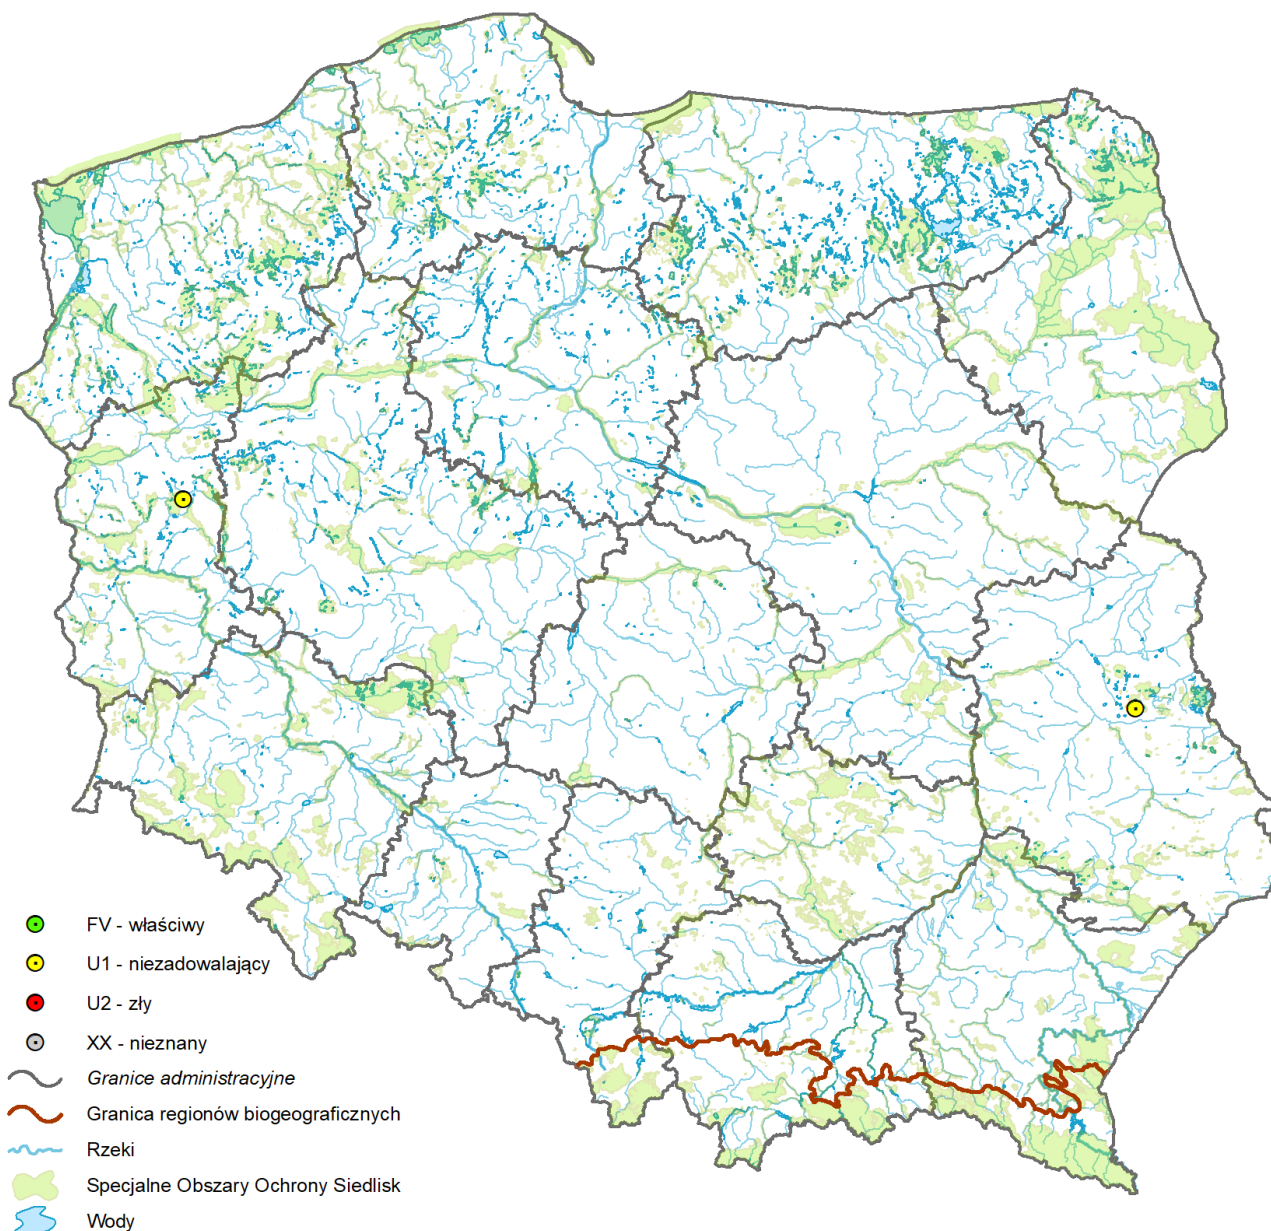 FV - właściwy
U1 - niezadowalający
U2 - zły
XX - nieznany
Granice administracyjne
Granica regionów biogeograficznych
Rzeki
Specjalne Obszary Ochrony Siedlisk
Wody